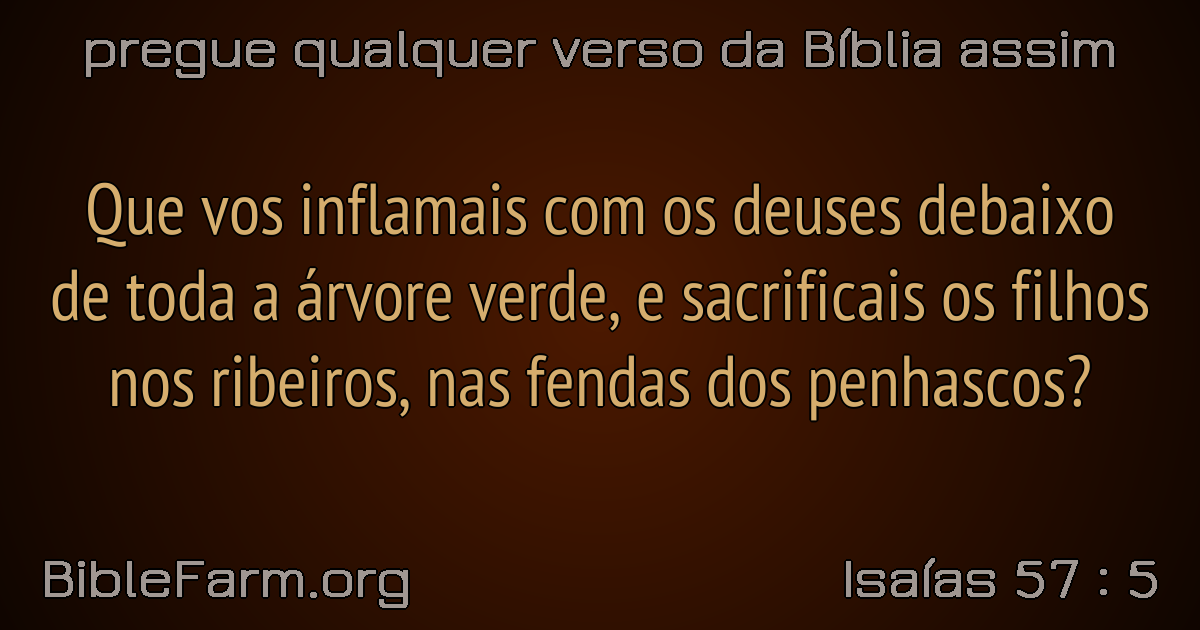 pregue qualquer verso da Bíblia assim
Que vos inflamais com os deuses debaixo
de toda a árvore verde, e sacrificais os filhos
nos ribeiros, nas fendas dos penhascos?
BibleFarm.org
Isaías 57 : 5